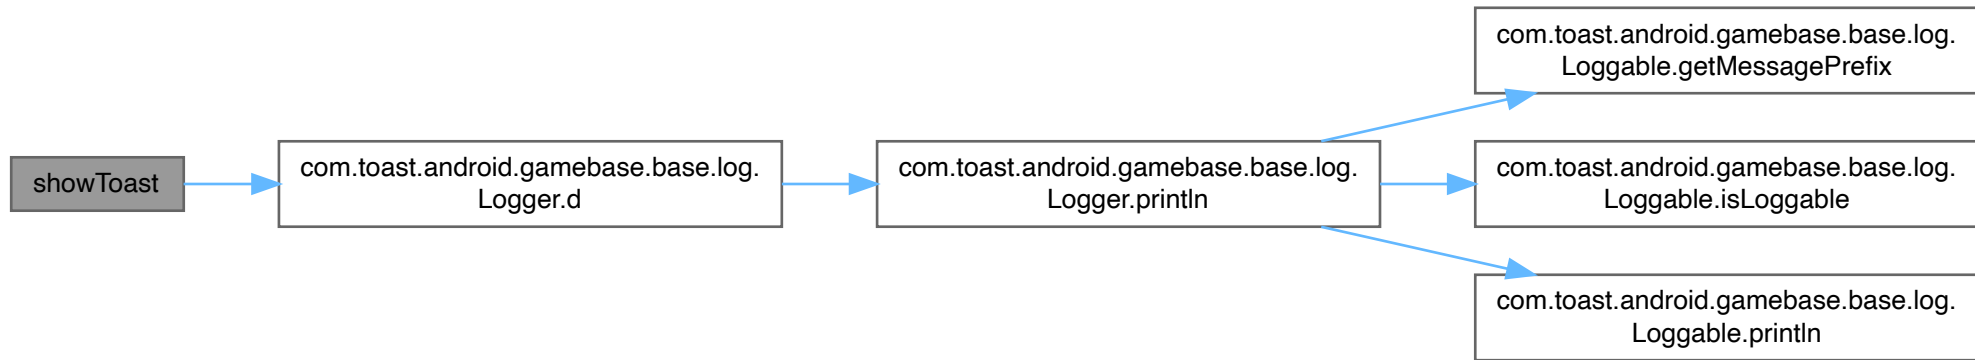 showToast
com.toast.android.gamebase.base.log.
Logger.d
com.toast.android.gamebase.base.log.
Logger.println
com.toast.android.gamebase.base.log.
Loggable.getMessagePrefix
com.toast.android.gamebase.base.log.
Loggable.isLoggable
com.toast.android.gamebase.base.log.
Loggable.println